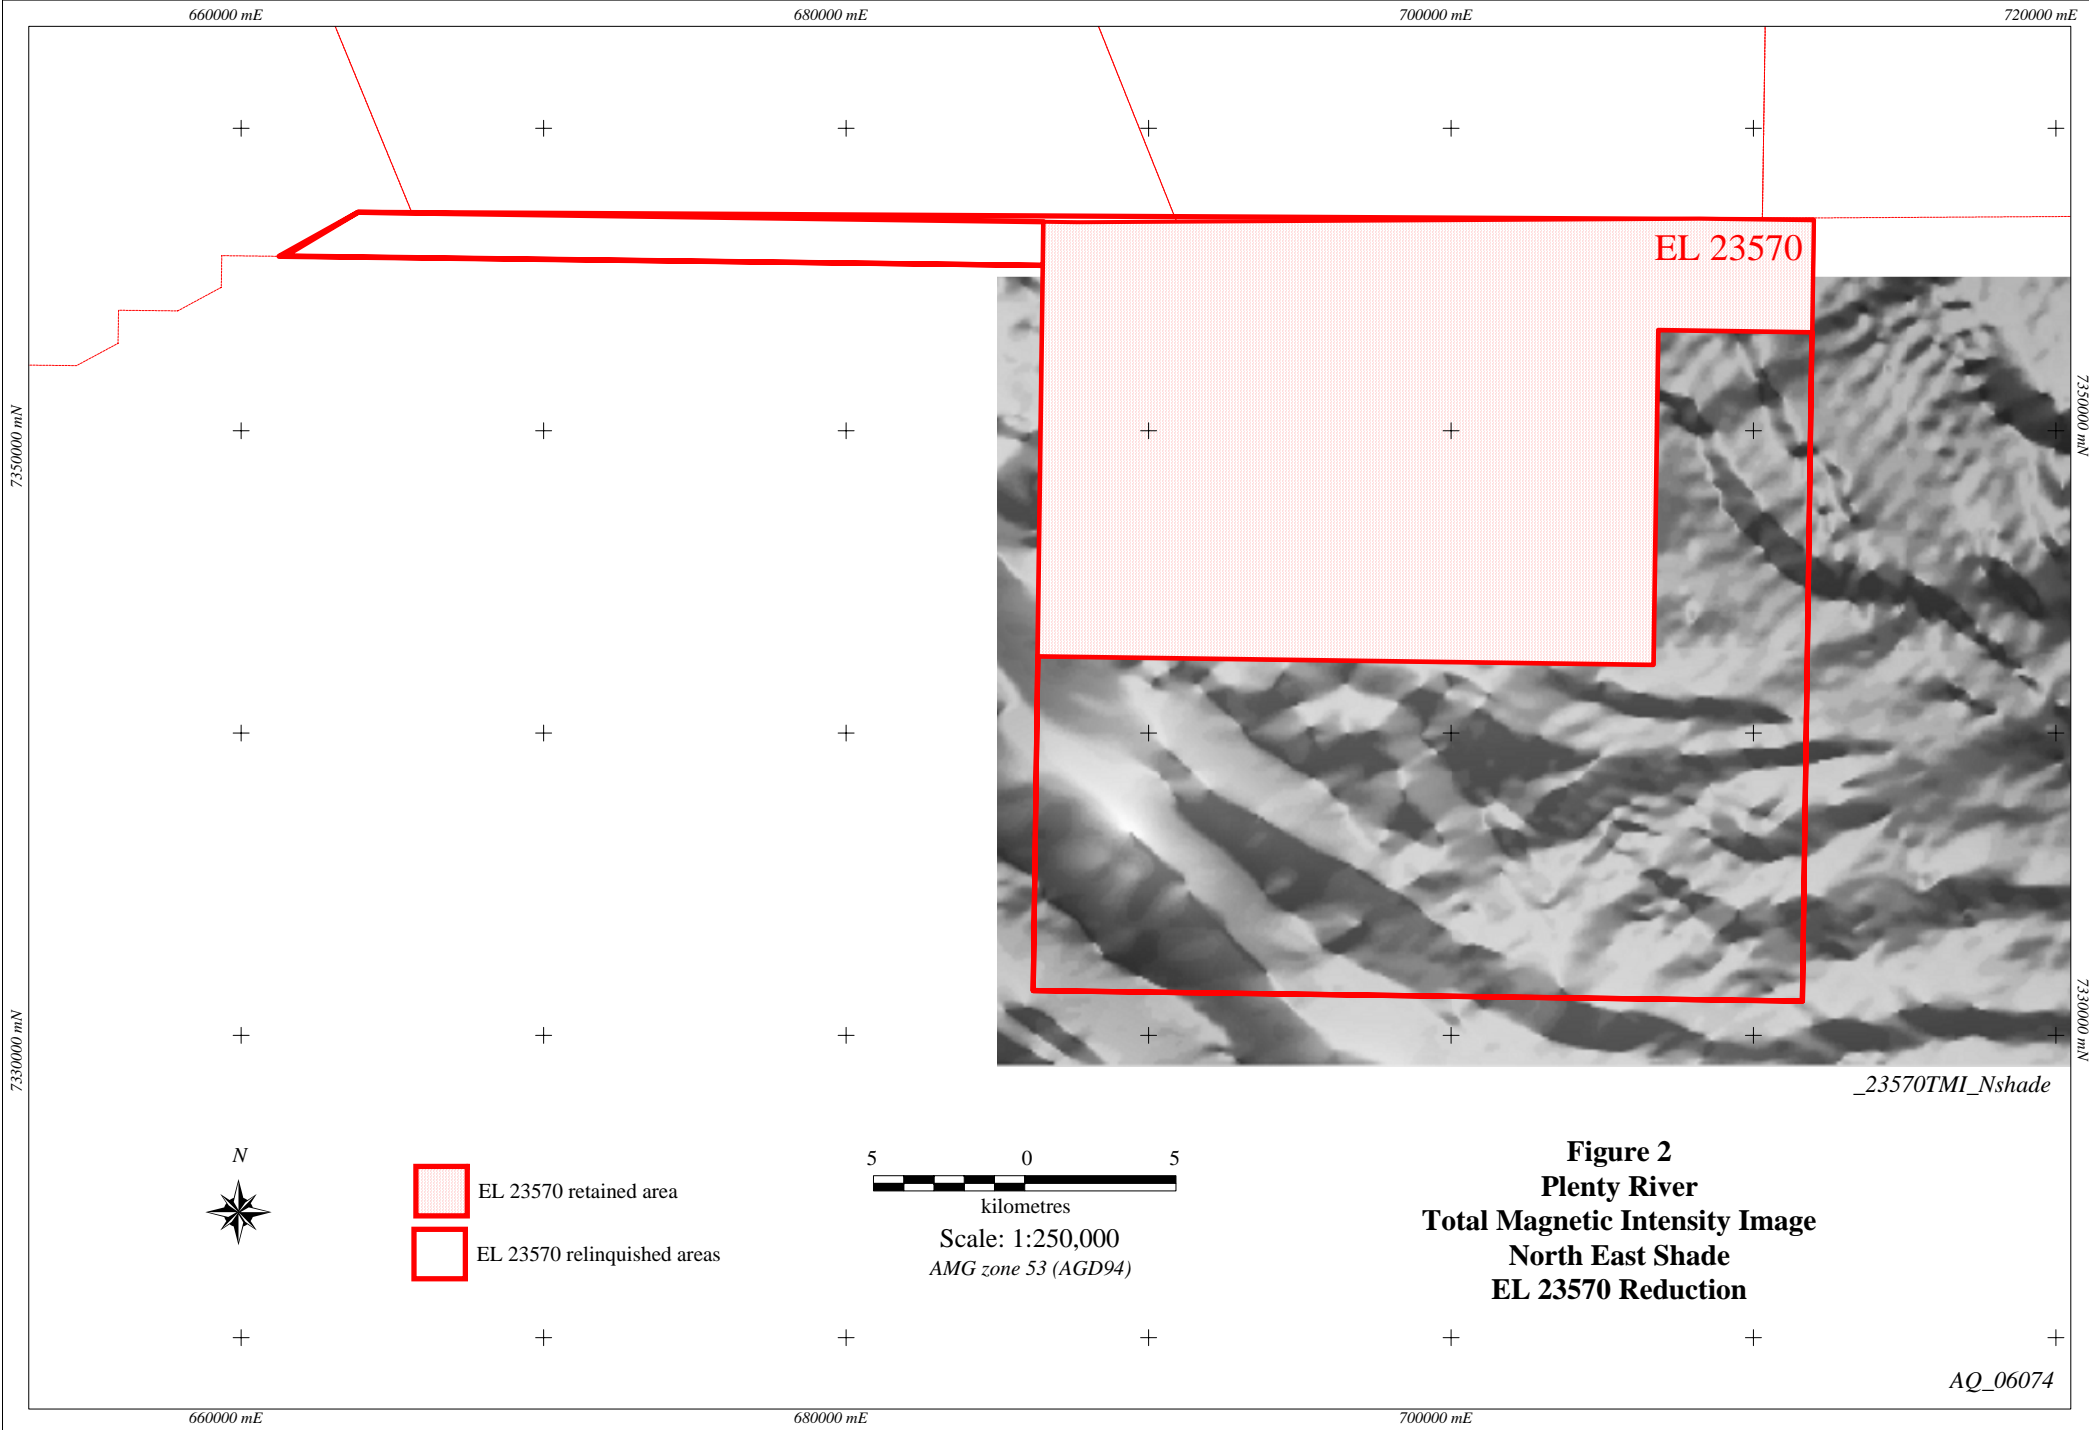 660000 mE
680000 mE
700000 mE
720000 mE
EL 23570
7350000 mN
7350000 mN
7330000 mN
7330000 mN
_23570TMI_Nshade
N
EL 23570 retained area
EL 23570 relinquished areas
5 0 5
kilometres
Scale: 1:250,000
AMG zone 53 (AGD94)
Figure 2
Plenty River
Total Magnetic Intensity Image
North East Shade
EL 23570 Reduction
AQ_06074
660000 mE
680000 mE
700000 mE